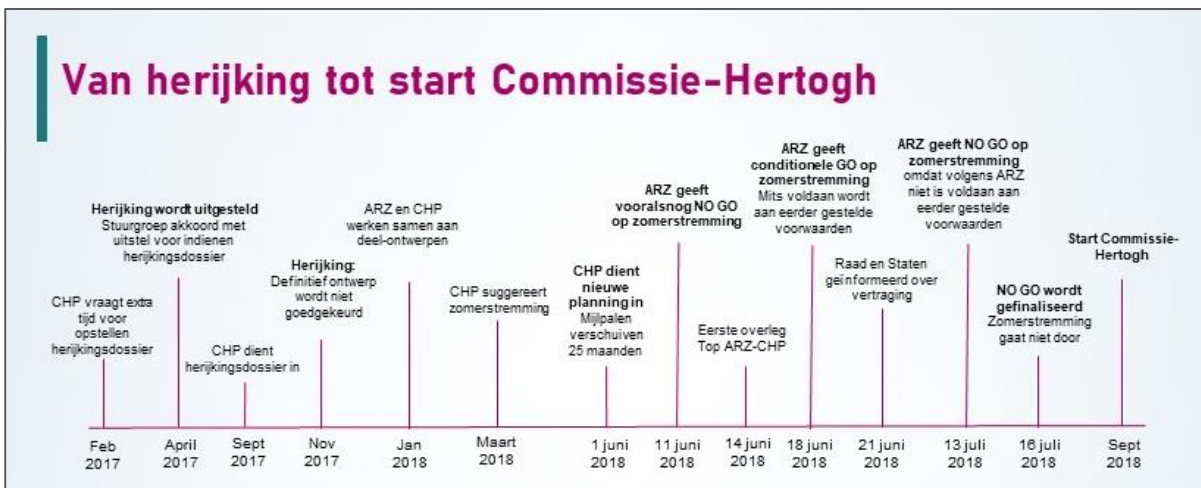 Van herijking tot start Commissie-Hertogh
CHP vraagt extra
tijd voor
opstellen
herijkingsdossier
Herijking wordt uitgesteld
Stuurgroep akkoord met
uitstel voor indienen
herijkingsdossier
CHP dient
herijkingsdossier in
Herijking:
Definitief ontwerp
wordt niet
goedgekeurd
ARZ en CHP
werken samen aan
deel-ontwerpen
CHP suggereert
zomerstremming
CHP dient
nieuwe
planning in
Mijlpalen
verschuiven
25 maanden
ARZ geeft
vooralsnog NO GO
op zomerstremming
Eerste overleg
Top ARZ-CHP
ARZ geeft
conditionele GO op
zomerstremming
Mits voldaan wordt
aan eerder gestelde
voorwaarden
Raad en Staten
geïnformeerd over
vertraging
ARZ geeft NO GO op
zomerstremming
omdat volgens ARZ
niet is voldaan aan
eerder gestelde
voorwaarden
NO GO wordt
gefinaliseerd
Zomerstremming
gaat niet door
Start Commissie-
Hertogh
Feb
2017
April
2017
Sept
2017
Nov
2017
Jan
2018
Maart
2018
1 juni
2018
11 juni
2018
14 juni
2018
18 juni
2018
21 juni
2018
13 juli
2018
16 juli
2018
Sept
2018